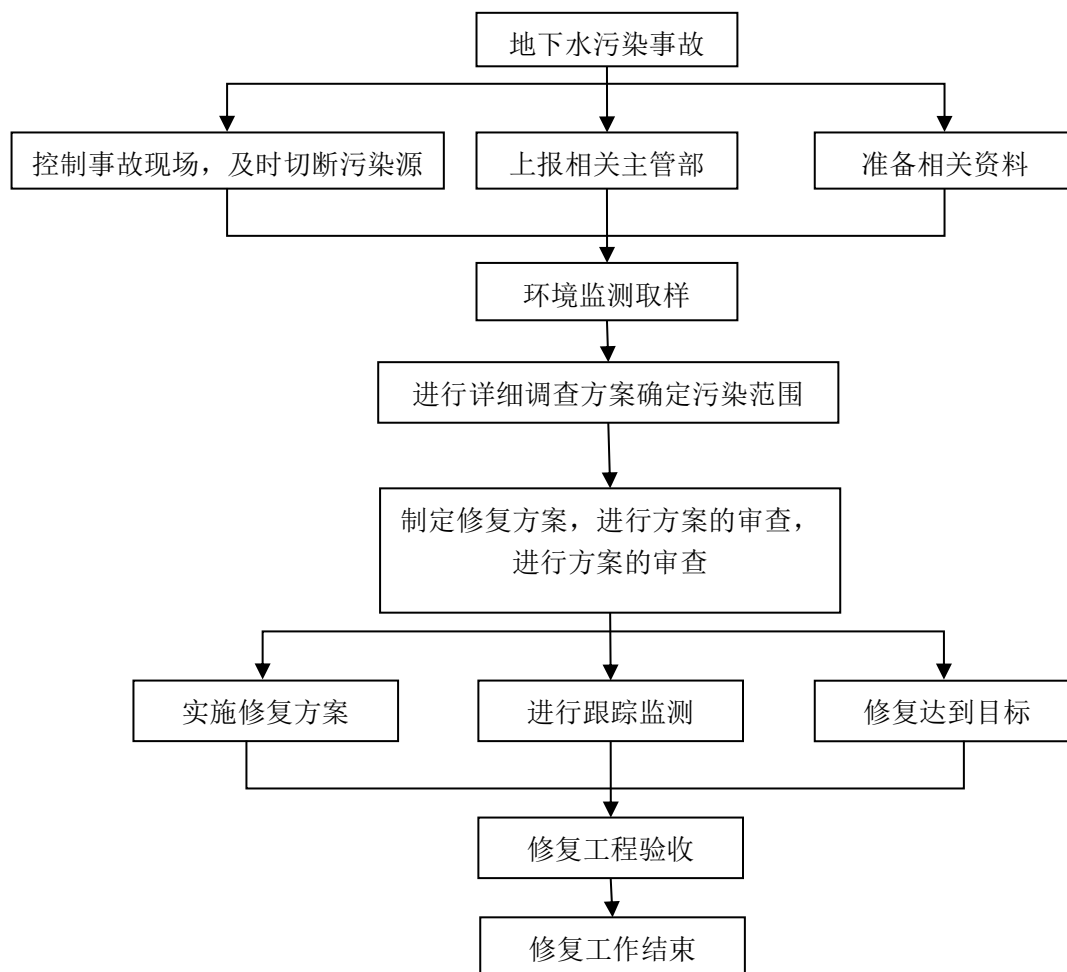 地下水污染事故
控制事故现场，及时切断污染源
上报相关主管部
准备相关资料
环境监测取样
进行详细调查方案确定污染范围
制定修复方案，进行方案的审查，
进行方案的审查
实施修复方案
进行跟踪监测
修复达到目标
修复工程验收
修复工作结束